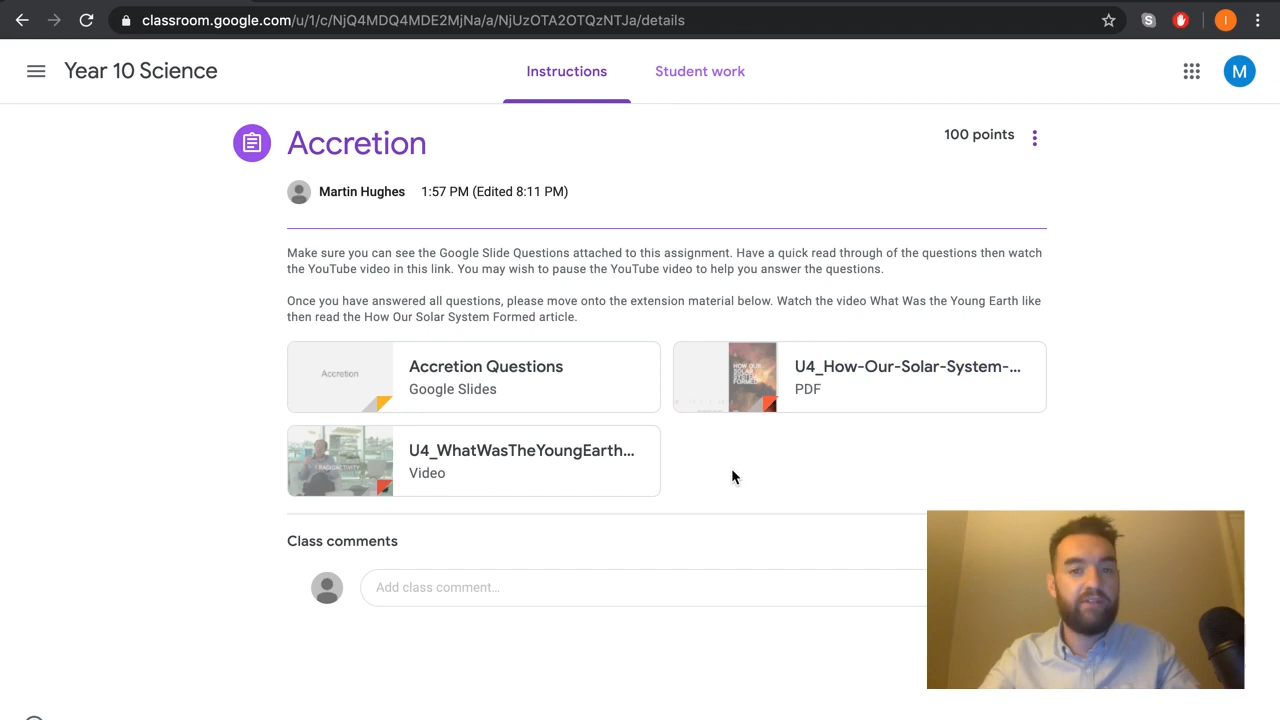 classroom.google.com/u/1/c/NjQ4MDQ4MDE2MjNa/a/NjUzOTA2OTQzNTJa/details
S
I
Year 10 Science
Instructions
Student work
M
Accretion
100 points
Martin Hughes 1:57 PM (Edited 8:11 PM)
Make sure you can see the Google Slide Questions attached to this assignment. Have a quick read through of the questions then watch
the YouTube video in this link. You may wish to pause the YouTube video to help you answer the questions.
Once you have answered all questions, please move onto the extension material below. Watch the video What Was the Young Earth like
then read the How Our Solar System Formed article.
Accretion
Accretion Questions
Google Slides
HOW OUR
SOLAR
SYSTEM
FORMED
U4_How-Our-Solar-System-...
PDF
RADIOACTIVITY
U4_WhatWasTheYoungEarth...
Video
Class comments
Add class comment...